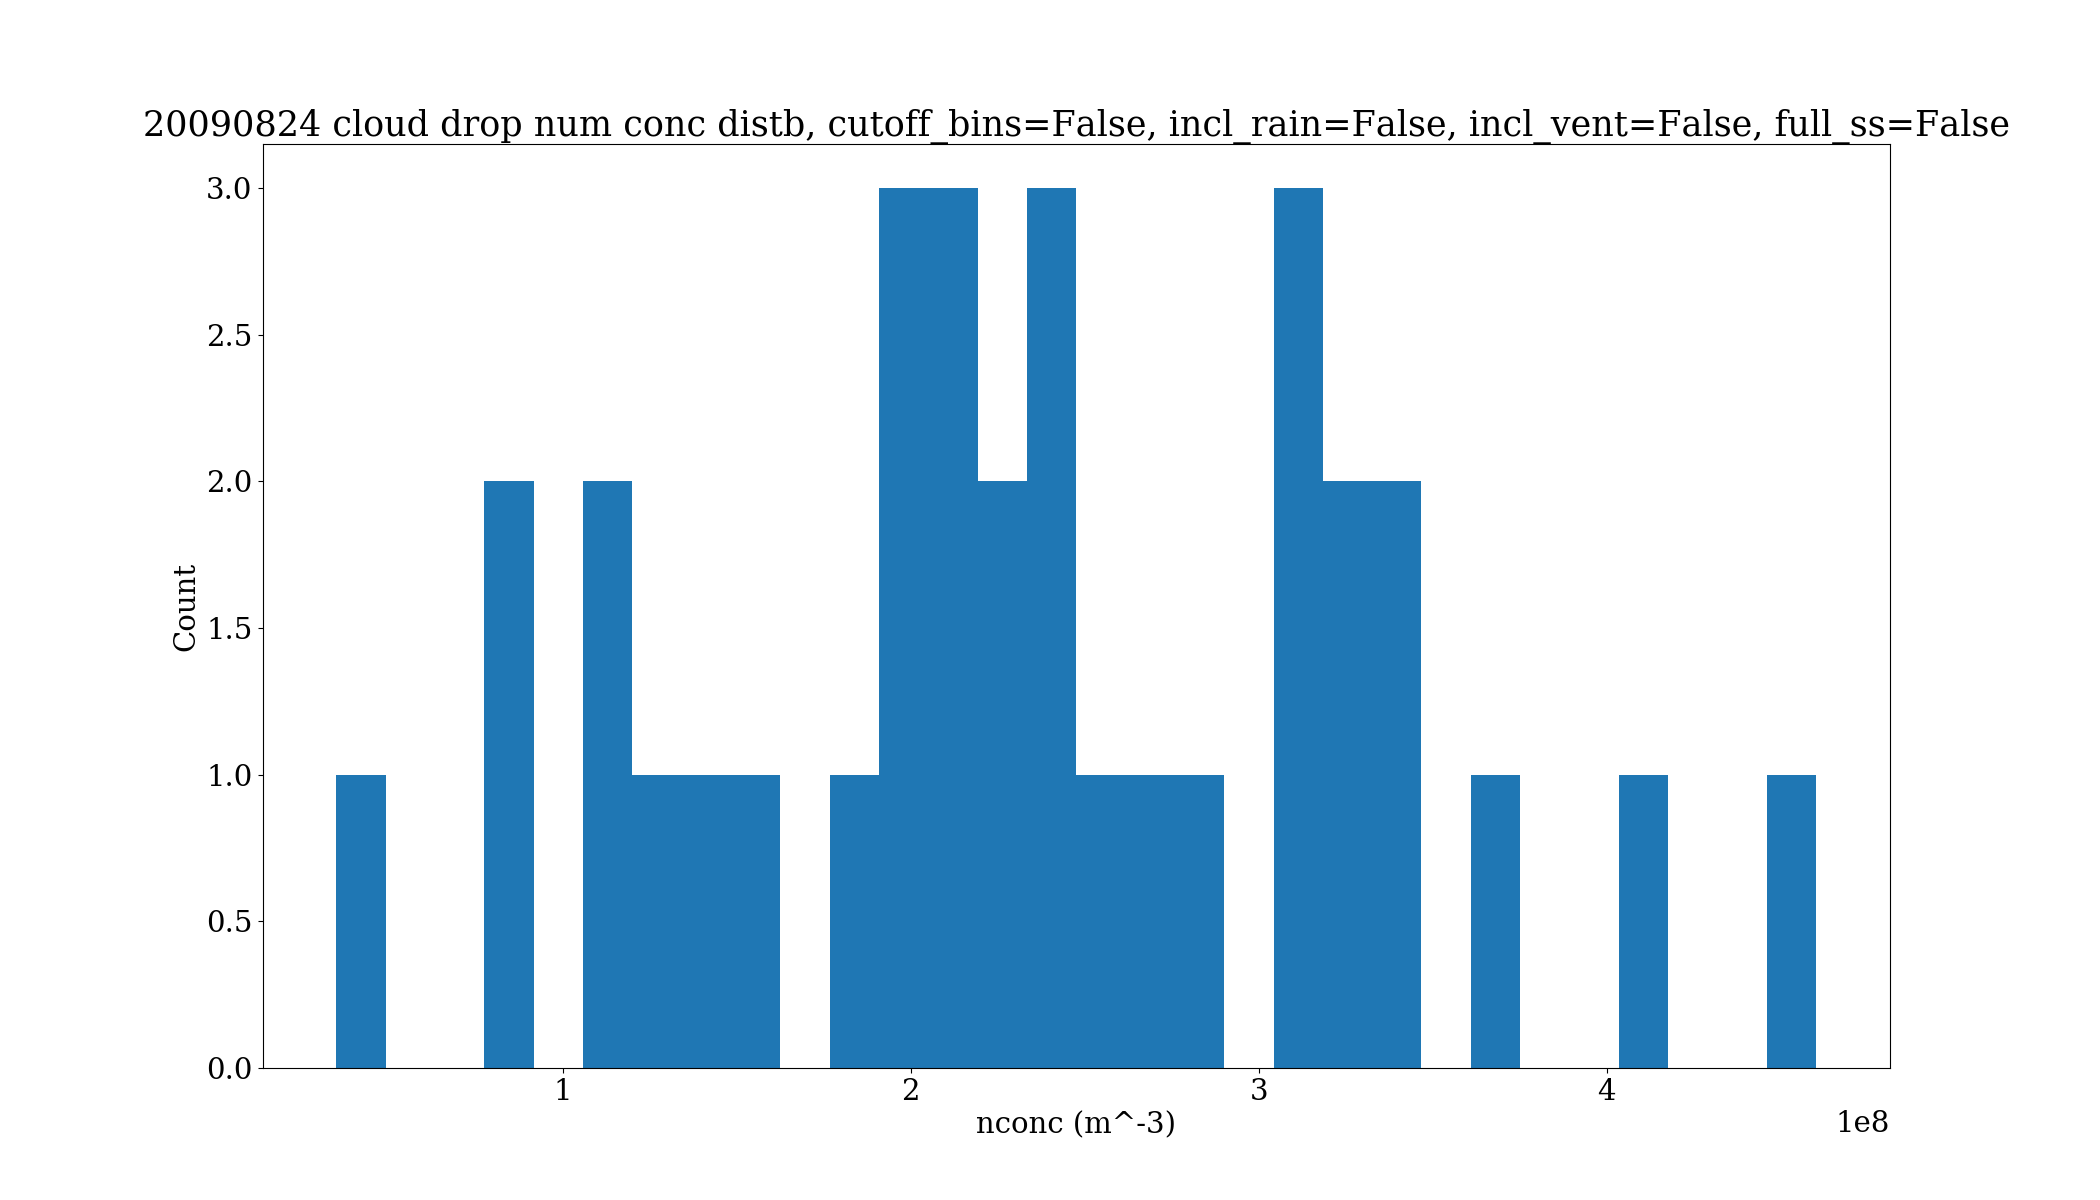 20090824 cloud drop num conc distb, cutoff_bins=False, incl_rain=False, incl_vent=False, full_ss=False
3.0
2.5
2.0
1.5
1.0
0.5
0.0
Count
1 2 3 4
nconc (m^-3)
1e8